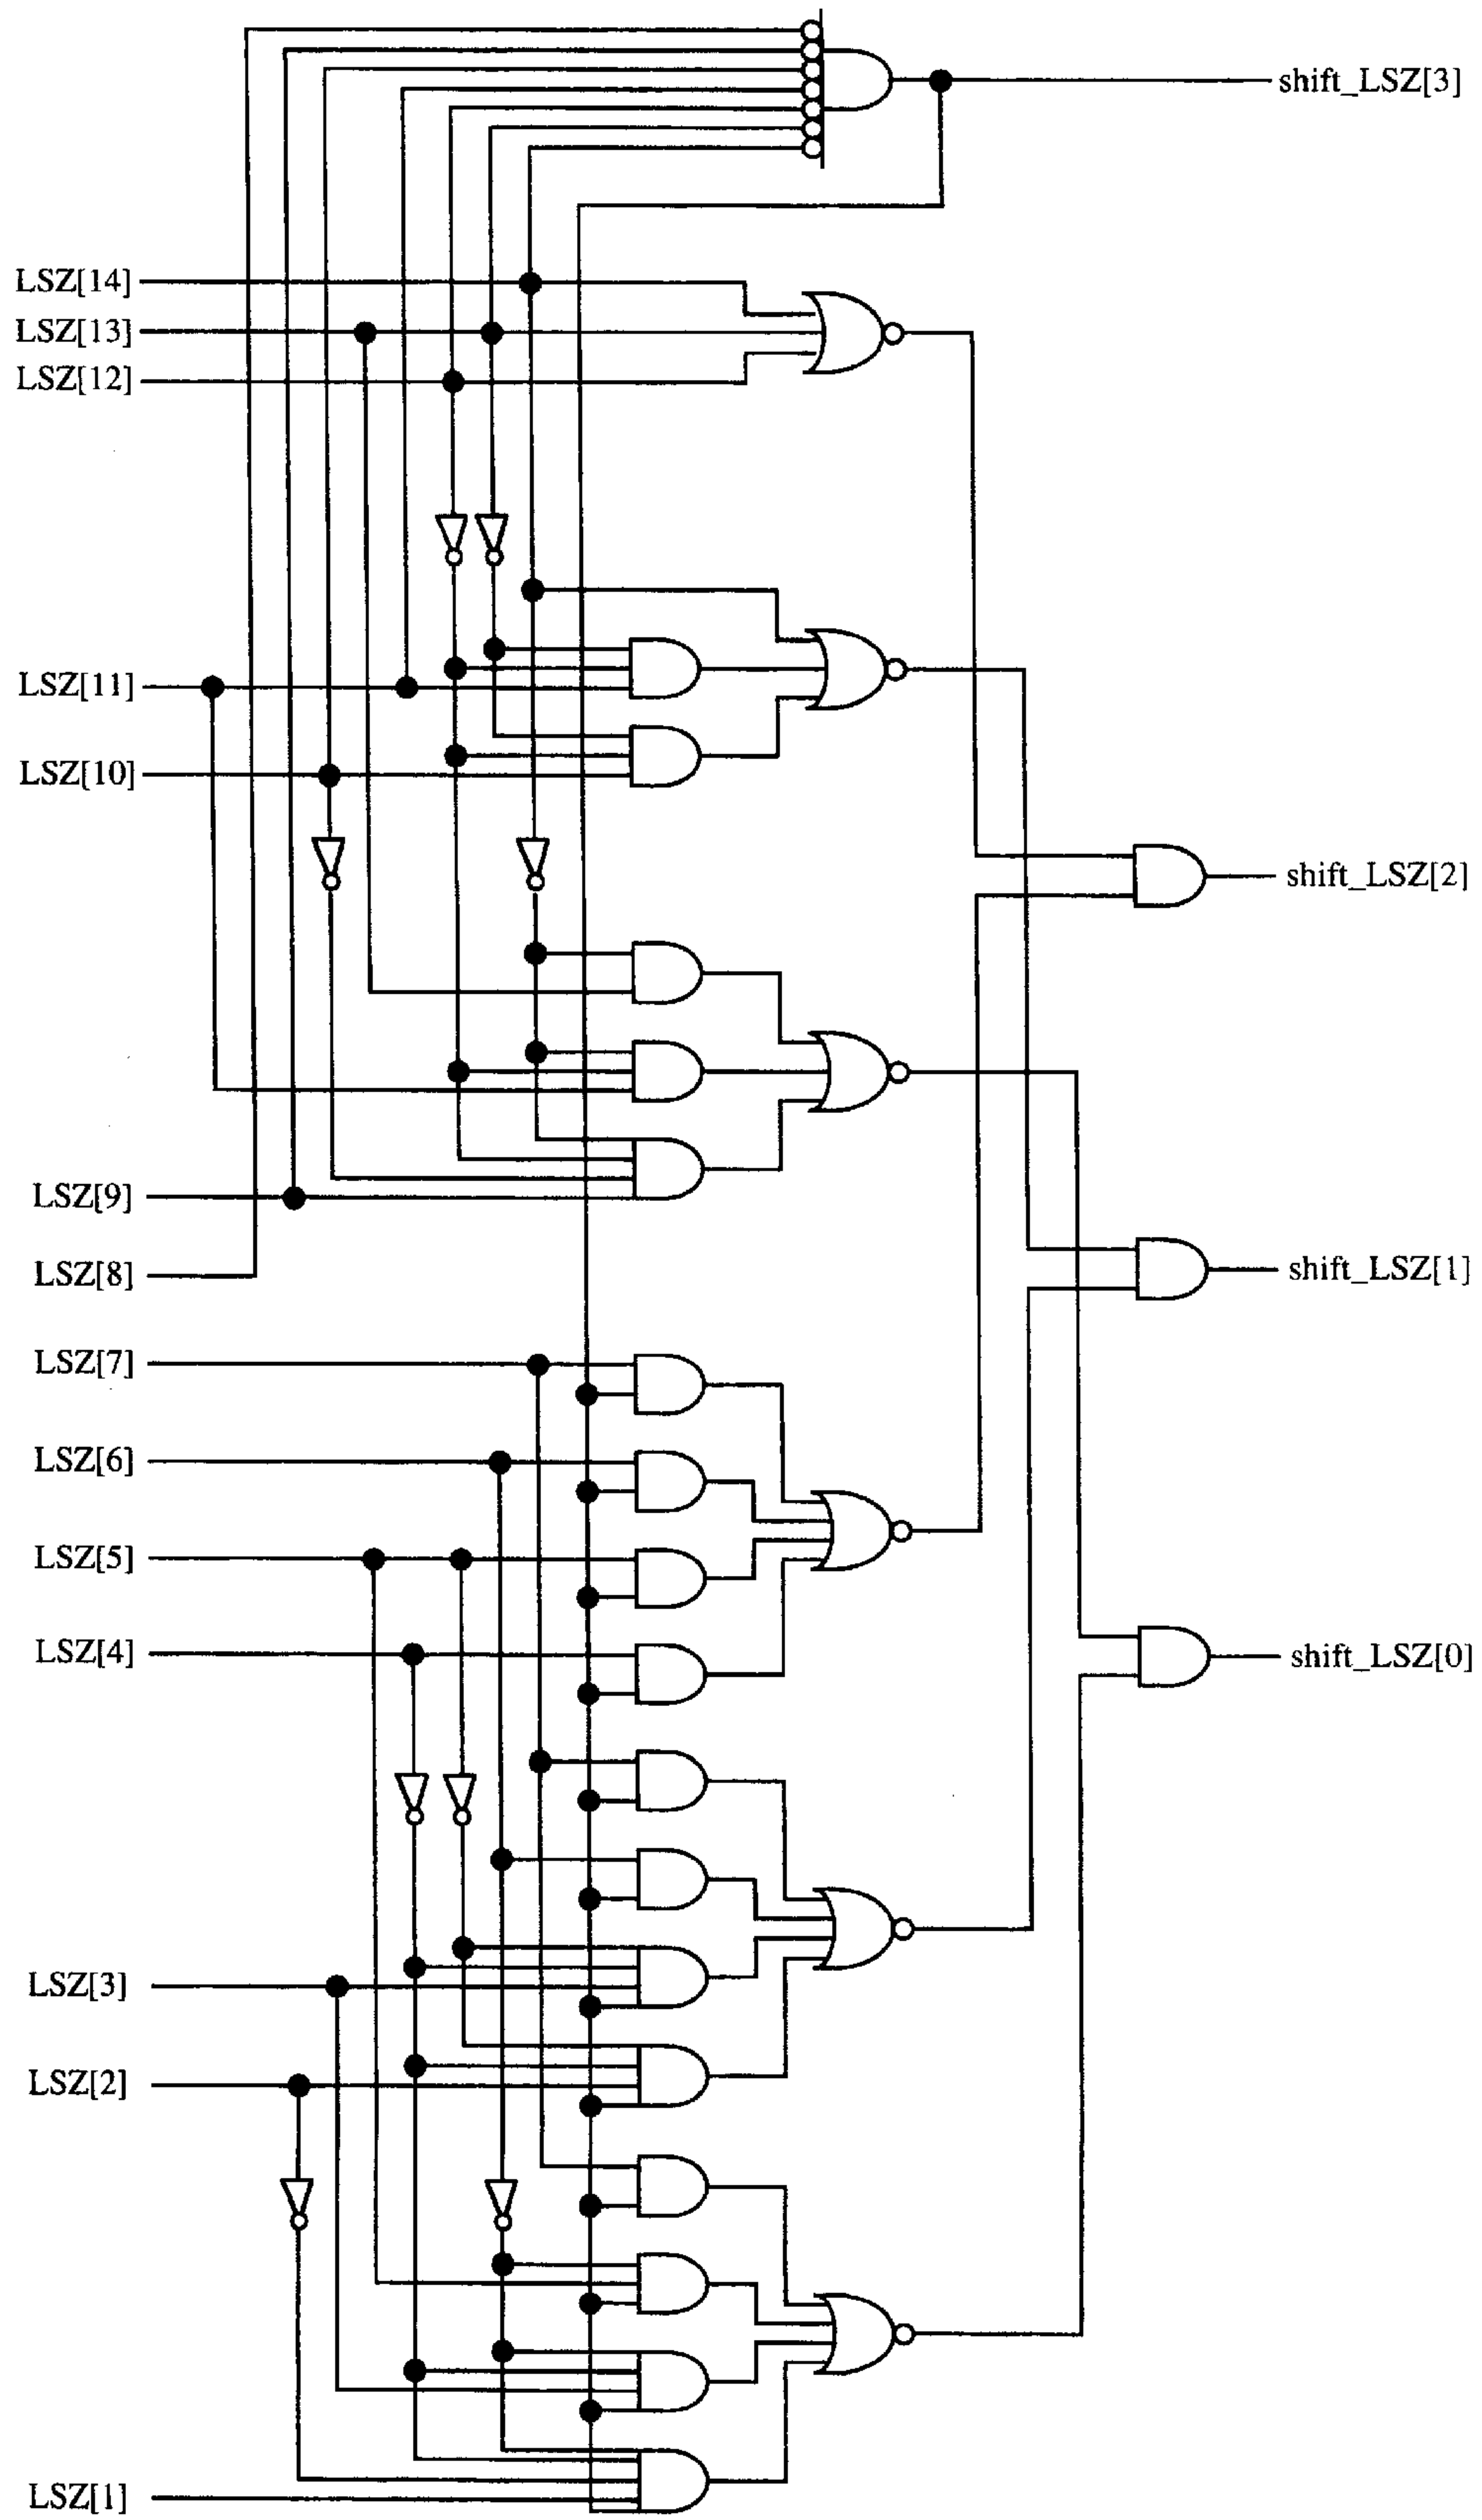 shift_LSZ[3]
LSZ[14]
LSZ[13]
LSZ[12]
LSZ[11]
LSZ[10]
shift_LSZ[2]
LSZ[9]
LSZ[8]
shift_LSZ[1]
LSZ[7]
LSZ[6]
LSZ[5]
LSZ[4]
shift_LSZ[0]
LSZ[3]
LSZ[2]
LSZ[1]